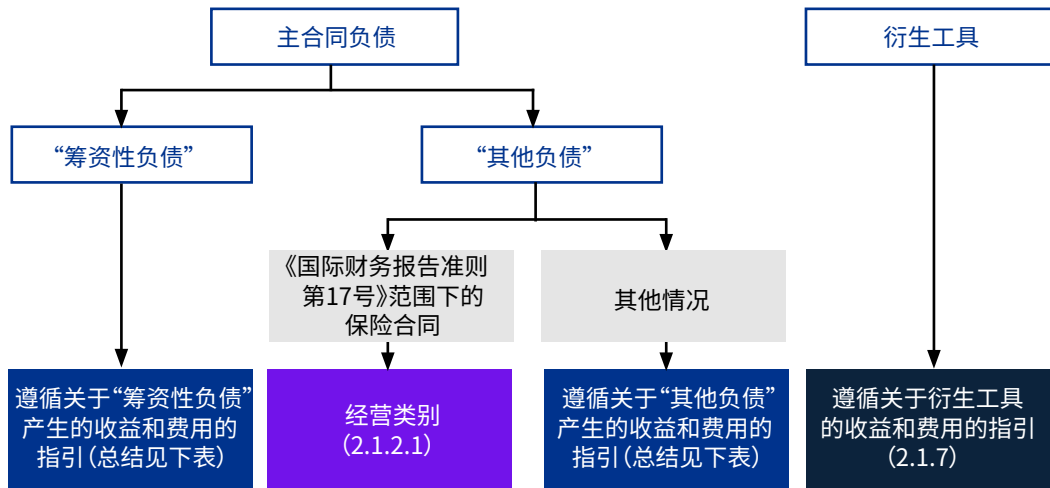 主合同负债
衍生工具
“筹资性负债”
“其他负债”
《国际财务报告准则
第17号》范围下的
保险合同
其他情况
遵循关于“筹资性负债”
产生的收益和费用的
指引（总结见下表）
经营类别
(2.1.2.1)
遵循关于“其他负债”
产生的收益和费用的
指引（总结见下表）
遵循关于衍生工具
的收益和费用的指引
（2.1.7）